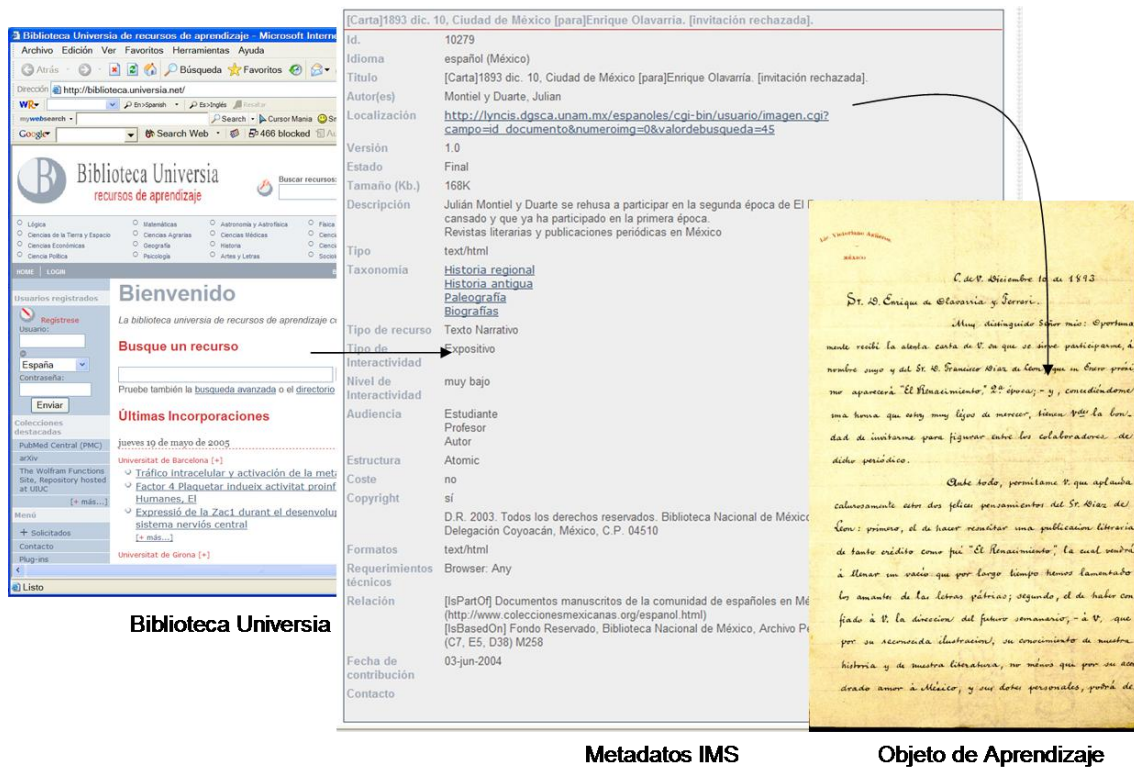 Biblioteca Universia de recursos de aprendizaje - Microsoft Intern
Archivo Edición Ver Favoritos Herramientas Ayuda
Atrás Búsqueda Favoritos
Dirección http://biblioteca.universia.net/
En>Spanish Es>Inglés
mywebsearch Search Cursor Mania
Google Search Web 466 blocked
Biblioteca Universia
recursos de aprendizaje
Buscar recursos:
Lógica Matemáticas Astronomía y Astrofísica Física
Ciencias de la Tierra y Espacio Ciencias Agrarias Ciencias Médicas
Ciencias Económicas Geografía Historia
Ciencia Política Psicología Artes y Letras
HOME LOGIN
Usuarios registrados
Regístrese
Usuario:
@
España
Contraseña:
Enviar
Colecciones
destacadas
PubMed Central (PMC)
arXiv
The Wolfram Functions
Site, Repository hosted
at UIUC
[+ más...]
Menú
+ Solicitados
Contacto
Plug-ins
Listo
Bienvenido
La biblioteca universia de recursos de aprendizaje
Busque un recurso
Pruebe también la busqueda avanzada o el directorio
Últimas Incorporaciones
jueves 19 de mayo de 2005
Universitat de Barcelona [+]
Tráfico intracelular y activación de la
Factor 4 Plaquetar indueix activitat
Humanes, El
Expressió de la Zac1 durant el
sistema nerviós central
[+ más...]
Universitat de Girona [+]
Biblioteca Universia
[Carta]1893 dic. 10, Ciudad de México [para]Enrique Olavarría. [invitación rechazada].
Id. 10279
Idioma español (México)
Título [Carta]1893 dic. 10, Ciudad de México [para]Enrique Olavarría. [invitación rechazada].
Autor(es) Montiel y Duarte, Julian
Localización http://lyncis.dgsca.unam.mx/espanoles/cgi-bin/usuario/imagen.cgi?
campo=id_documento&numeroimg=0&valordebusqueda=45
Versión 1.0
Estado Final
Tamaño (Kb.) 168K
Descripción Julián Montiel y Duarte se rehusa a participar en la segunda época de El
cansado y que ya ha participado en la primera época.
Revistas literarias y publicaciones periódicas en México
Tipo text/html
Taxonomía Historia regional
Historia antigua
Paleografía
Biografías
Tipo de recurso Texto Narrativo
Tipo de Expositivo
Interactividad
Nivel de muy bajo
Interactividad
Audiencia Estudiante
Profesor
Autor
Estructura Atomic
Coste no
Copyright sí
D.R. 2003. Todos los derechos reservados. Biblioteca Nacional de México
Delegación Coyoacán, México, C.P. 04510
Formatos text/html
Requerimientos Browser: Any
técnicos
Relación [IsPartOf] Documentos manuscritos de la comunidad de españoles en
(http://www.coleccionesmexicanas.org/espanol.html)
[IsBasedOn] Fondo Reservado, Biblioteca Nacional de México, Archivo
(C7, E5, D38) M258
Fecha de 03-jun-2004
contribución
Contacto
Metadatos IMS
MÉXICO
Diciembre 10 de 1893
Sr. D. Enrique de Olavarría y Ferrari.
Muy distinguido Señor mio: Oportuna
mente recibí la atenta carta de V. en que se sirve participarme, á
nombre suyo y del Sr. D. Francisco Diaz de Leon, que en Enero próxi
mo aparecerá "El Renacimiento," 2ª época; - y, concediéndome
una honra que estoy muy léjos de merecer, tienen Vdes la bon-
dad de invitarme para figurar entre los colaboradores de
dicho periódico.
Ante todo, permítame V. que aplauda
calurosamente estos dos felices pensamientos del Sr. Diaz de
Leon: primero, el de hacer resucitar una publicacion literaria
de tanto crédito como fué "El Renacimiento," la cual vendrá
á llenar un vacío que por largo tiempo hemos lamentado
los amantes de las letras pátrias; segundo, el de haber con
fiado á V. la direccion del futuro semanario, - á V, que
por su reconocida ilustracion, su conocimiento de nuestra
historia y de nuestra literatura, no ménos que por su acen
drado amor á México, y sus dotes personales, podrá de
Objeto de Aprendizaje